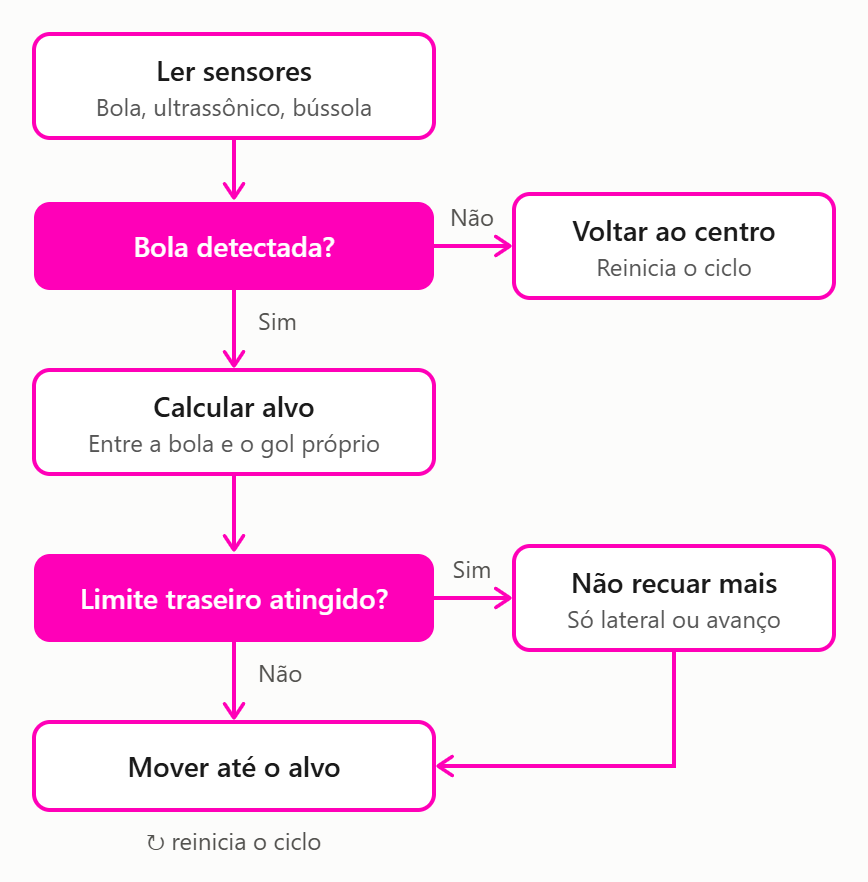 Ler sensores
Bola, ultrassônico, bússola
Bola detectada?
Não
Voltar ao centro
Reinicia o ciclo
Sim
Calcular alvo
Entre a bola e o gol próprio
Limite traseiro atingido?
Sim
Não recuar mais
Só lateral ou avanço
Não
Mover até o alvo
↻ reinicia o ciclo